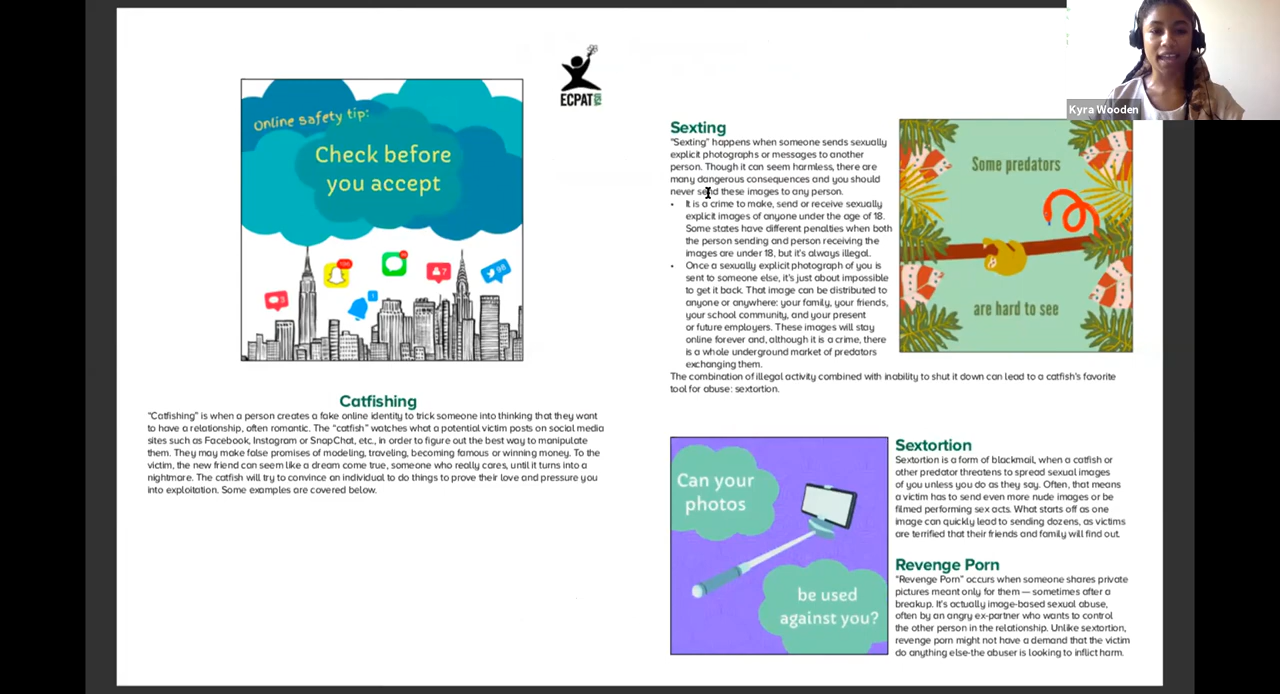 Kyra Wooden
ECPAT USA
Online safety tip:
Check before
you accept
Catfishing
"Catfishing" is when a person creates a fake online identity to trick someone into thinking that they want
to have a relationship, often romantic. The "catfish" watches what a potential victim posts on social media
sites such as Facebook, Instagram or SnapChat, etc., in order to figure out the best way to manipulate
them. They may make false promises of modeling, traveling, becoming famous or winning money. To the
victim, the new friend can seem like a dream come true, someone who really cares, until it turns into a
nightmare. The catfish will try to convince an individual to do things to prove their love and pressure you
into exploitation. Some examples are covered below.
Sexting
"Sexting" happens when someone sends sexually
explicit photographs or messages to another
person. Though it can seem harmless, there are
many dangerous consequences and you should
never send these images to any person.
• It is a crime to make, send or receive sexually
explicit images of anyone under the age of 18.
Some states have different penalties when both
the person sending and person receiving the
images are under 18, but it's always illegal.
• Once a sexually explicit photograph of you is
sent to someone else, it's just about impossible
to get it back. That image can be distributed to
anyone or anywhere: your family, your friends,
your school community, and your present
or future employers. These images will stay
online forever and, although it is a crime, there
is a whole underground market of predators
exchanging them.
The combination of illegal activity combined with inability to shut it down can lead to a catfish's favorite
tool for abuse: sextortion.
Some predators
are hard to see
Can your
photos
be used
against you?
Sextortion
Sextortion is a form of blackmail, when a catfish or
other predator threatens to spread sexual images
of you unless you do as they say. Often, that means
a victim has to send even more nude images or be
filmed performing sex acts. What starts off as one
image can quickly lead to sending dozens, as victims
are terrified that their friends and family will find out.
Revenge Porn
"Revenge Porn" occurs when someone shares private
pictures meant only for them — sometimes after a
breakup. It's actually image-based sexual abuse,
often by an angry ex-partner who wants to control
the other person in the relationship. Unlike sextortion,
revenge porn might not have a demand that the victim
do anything else-the abuser is looking to inflict harm.